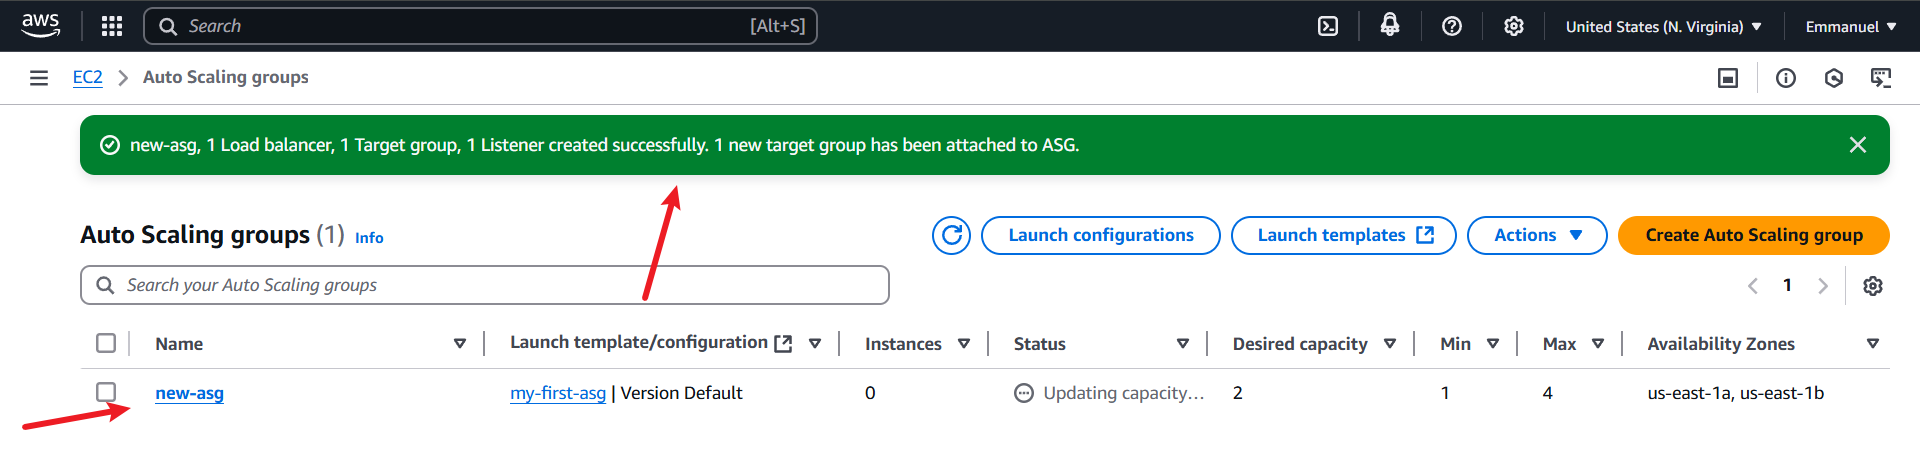 aws Search [Alt+S] United States (N. Virginia) Emmanuel
EC2 Auto Scaling groups
new-asg, 1 Load balancer, 1 Target group, 1 Listener created successfully. 1 new target group has been attached to ASG.
Auto Scaling groups (1) Info Launch configurations Launch templates Actions Create Auto Scaling group
Search your Auto Scaling groups 1
Name Launch template/configuration Instances Status Desired capacity Min Max Availability Zones
new-asg my-first-asg | Version Default 0 Updating capacity... 2 1 4 us-east-1a, us-east-1b